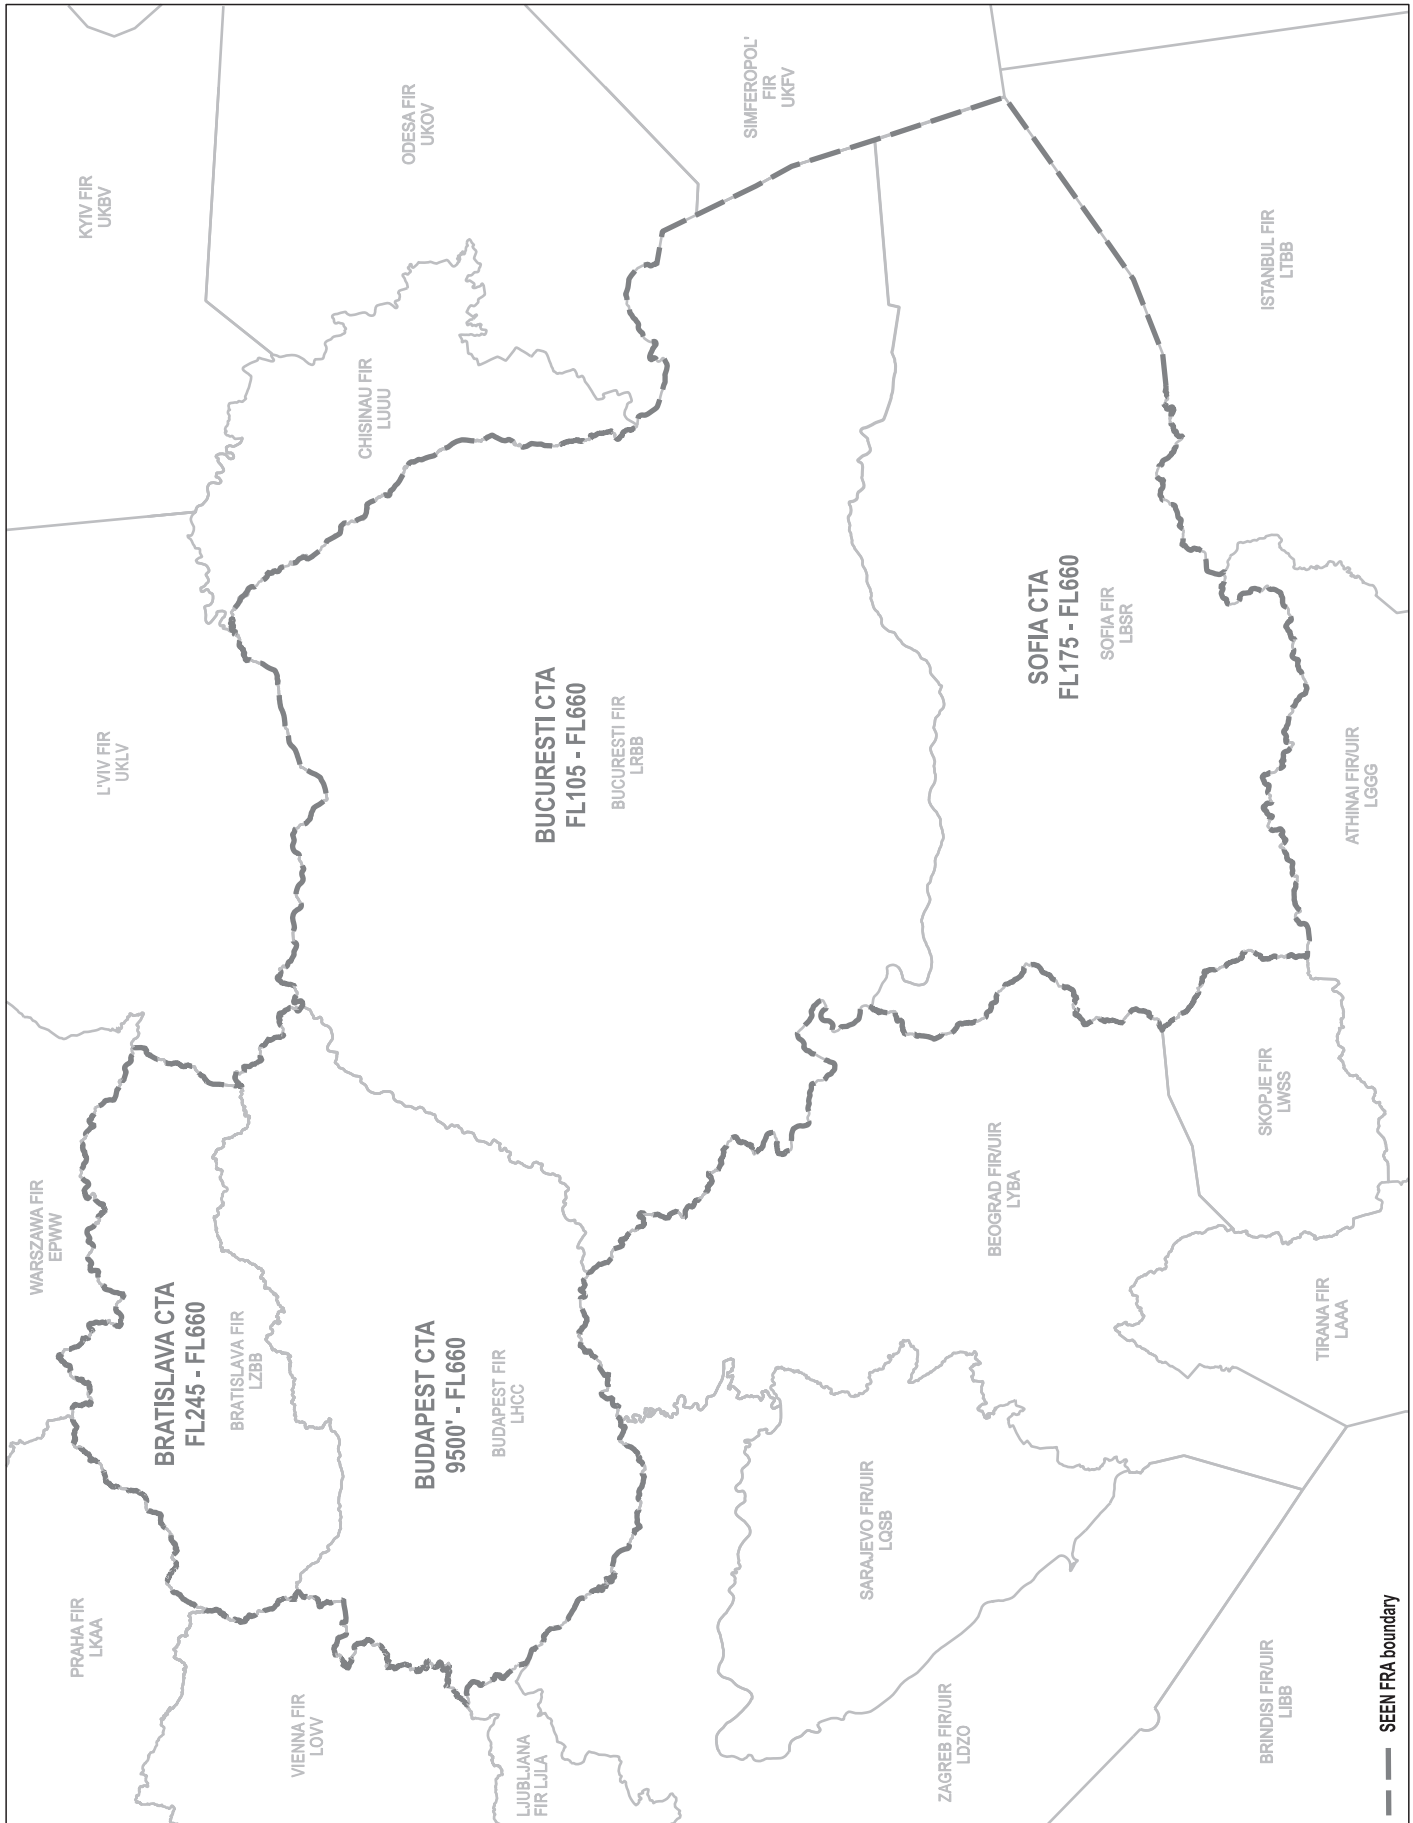 WARSZAWA FIR
EPWW
L'VIV FIR
UKLV
KYIV FIR
UKBV
PRAHA FIR
LKAA
BRATISLAVA CTA
FL245 - FL660
BRATISLAVA FIR
LZBB
VIENNA FIR
LOVV
CHISINAU FIR
LUUU
ODESA FIR
UKOV
BUDAPEST CTA
9500' - FL660
BUDAPEST FIR
LHCC
LJUBLJANA
FIR LJLA
BUCURESTI CTA
FL105 - FL660
BUCURESTI FIR
LRBB
SIMFEROPOL'
FIR
UKFV
SARAJEVO FIR/UIR
LQSB
ZAGREB FIR/UIR
LDZO
BEOGRAD FIR/UIR
LYBA
SOFIA CTA
FL175 - FL660
SOFIA FIR
LBSR
SKOPJE FIR
LWSS
ISTANBUL FIR
LTBB
BRINDISI FIR/UIR
LIBB
TIRANA FIR
LAAA
ATHINAI FIR/UIR
LGGG
SEEN FRA boundary